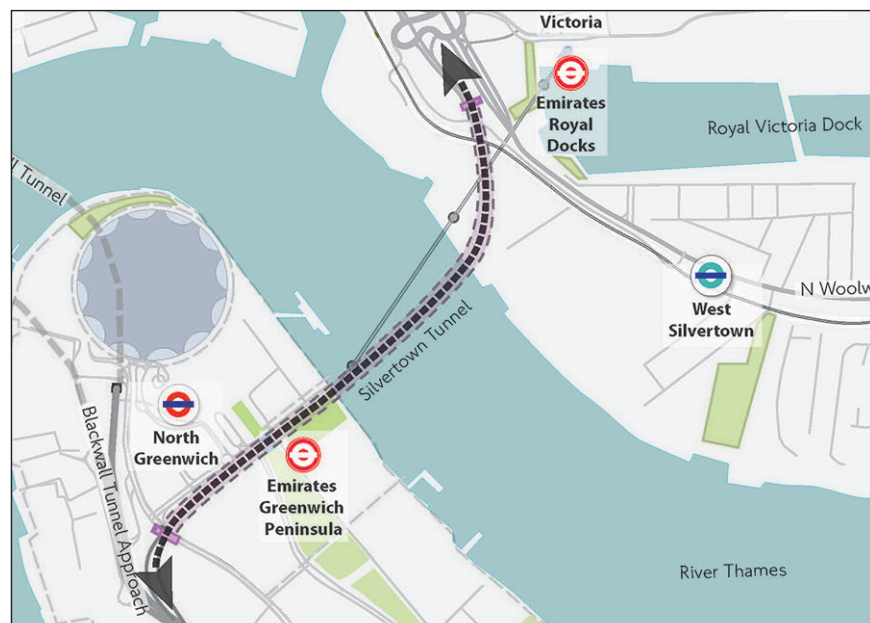 Victoria
Emirates
Royal
Docks
Royal Victoria Dock
Tunnel
West
Silvertown
N Woolw
Silvertown Tunnel
North
Greenwich
Emirates
Greenwich
Peninsula
Blackwall Tunnel Approach
River Thames